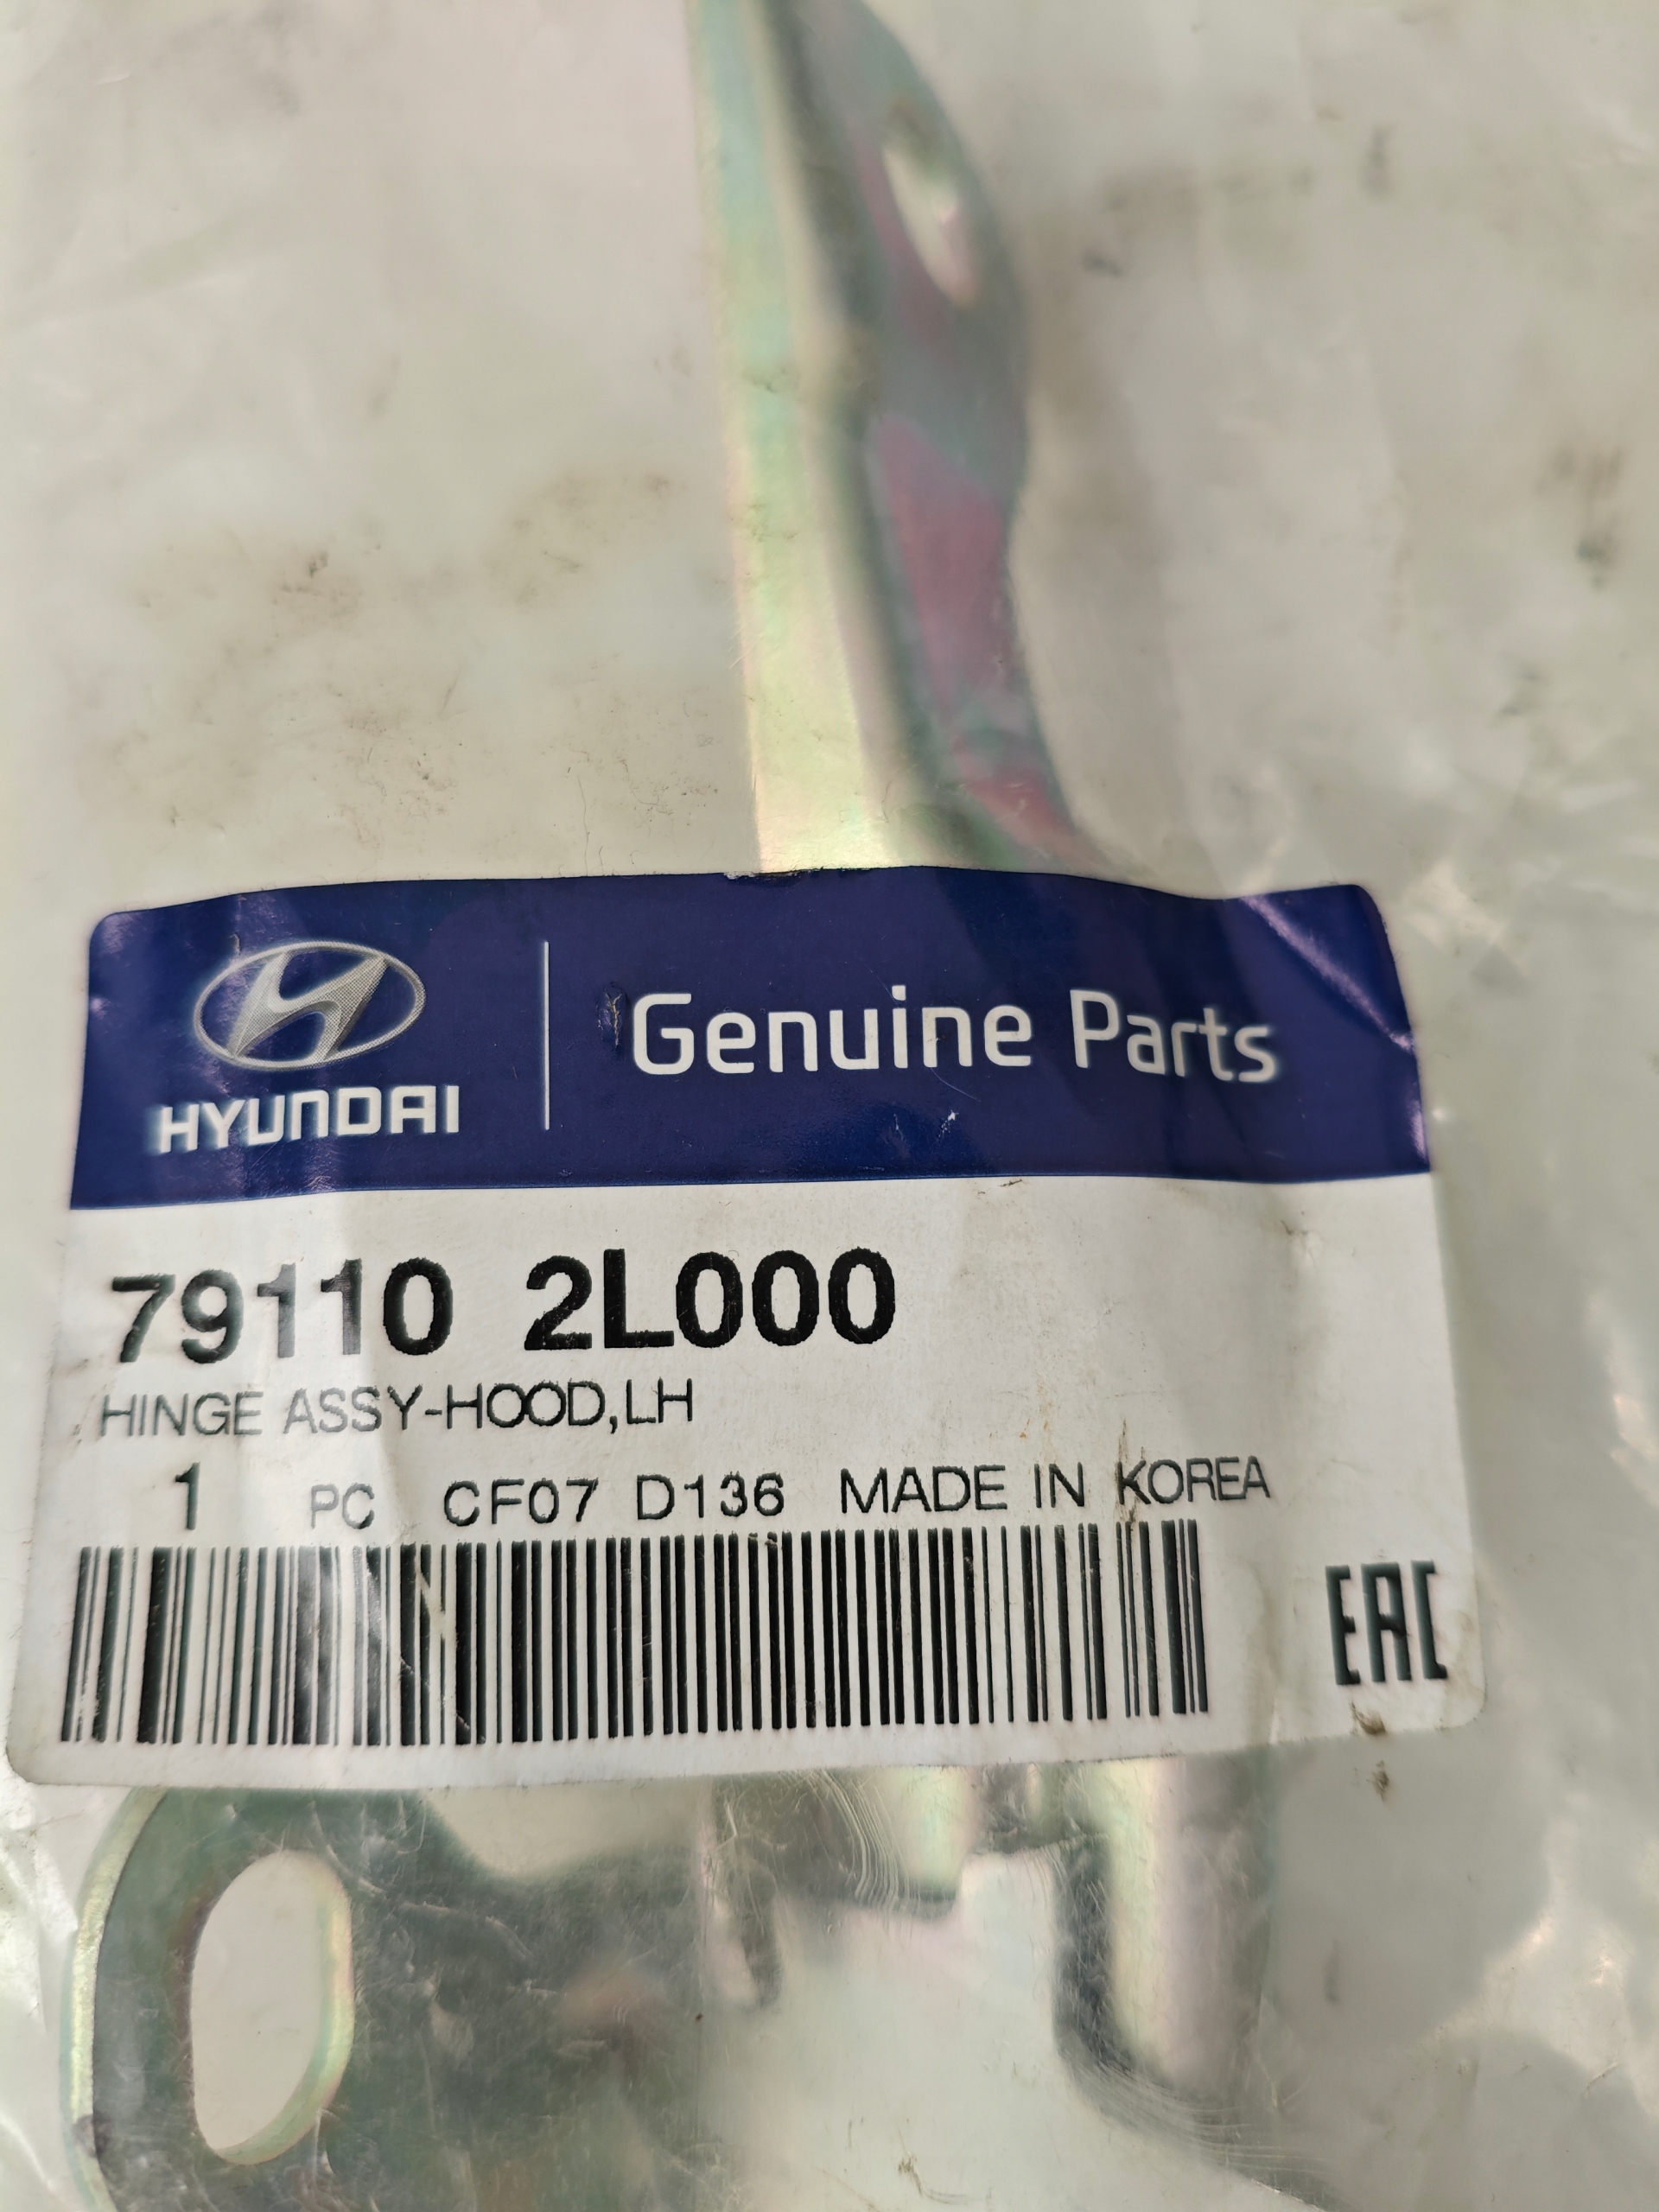 HYUNDAI
Genuine Parts
79110 2L000
HINGE ASSY-HOOD,LH
1 PC CF07 D136 MADE IN KOREA
EAC